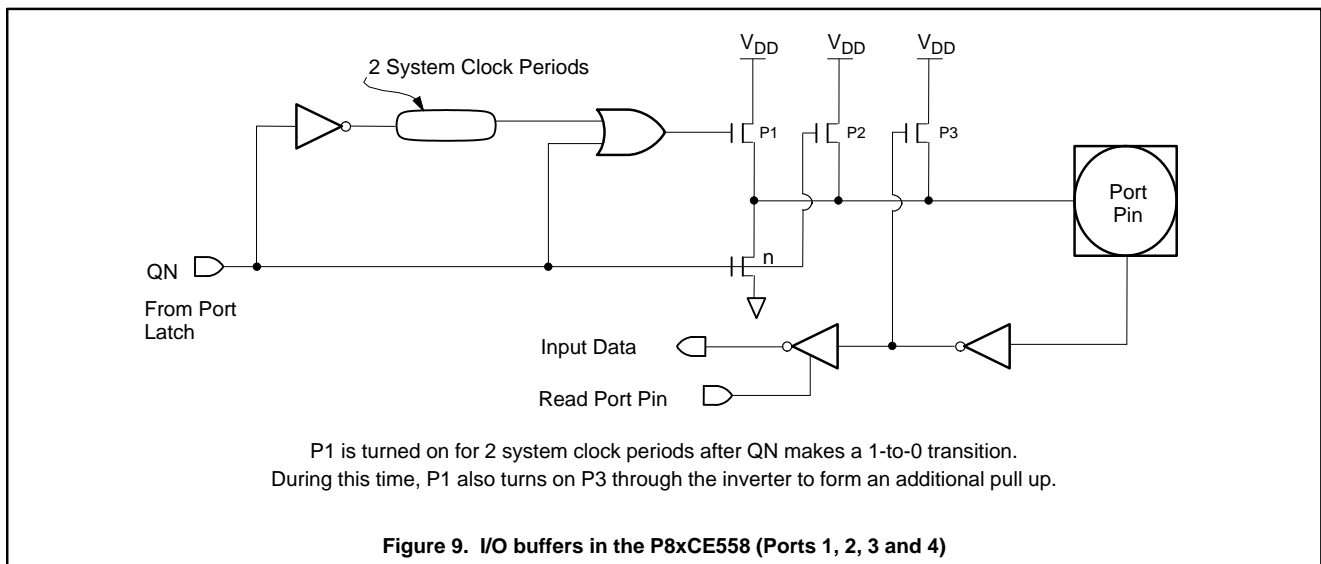 2 System Clock Periods
VDD
VDD
VDD
P1
P2
P3
Port
Pin
n
QN
From Port
Latch
Input Data
Read Port Pin
P1 is turned on for 2 system clock periods after QN makes a 1-to-0 transition.
During this time, P1 also turns on P3 through the inverter to form an additional pull up.
Figure 9. I/O buffers in the P8xCE558 (Ports 1, 2, 3 and 4)